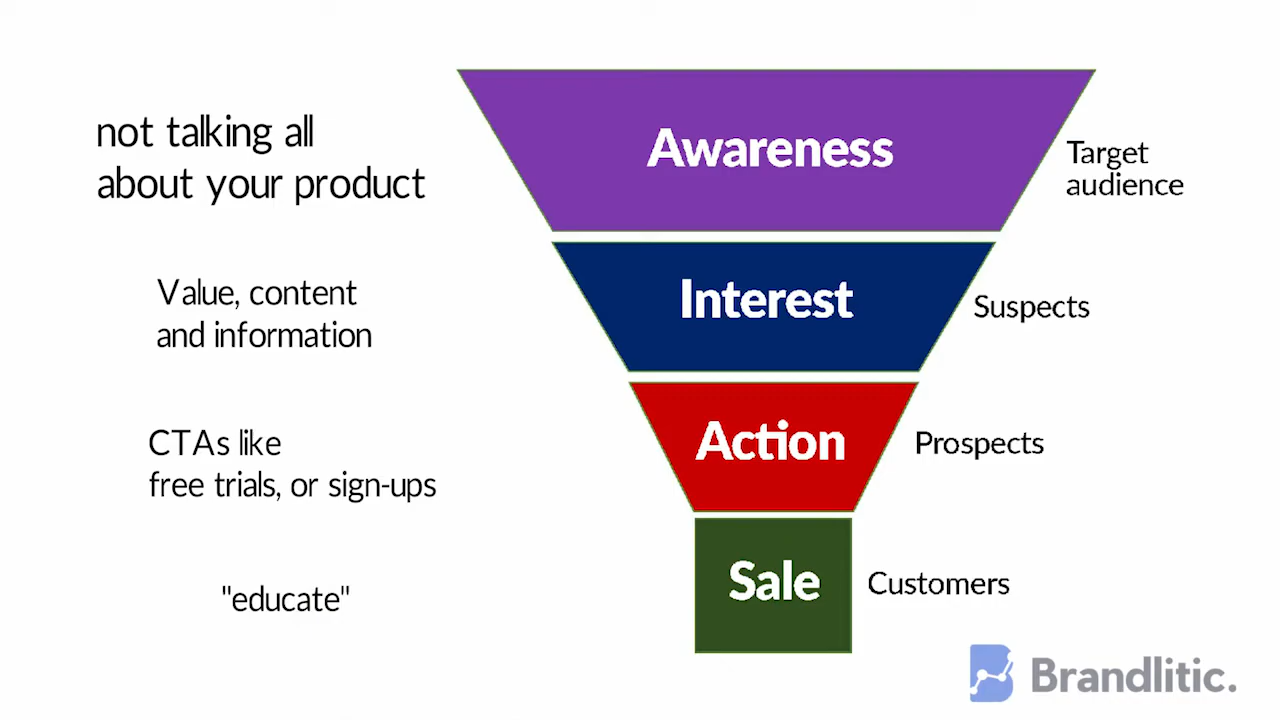 not talking all
about your product
Awareness
Target
audience
Value, content
and information
Interest
Suspects
CTAs like
free trials, or sign-ups
Action
Prospects
"educate"
Sale
Customers
Brandlitic.